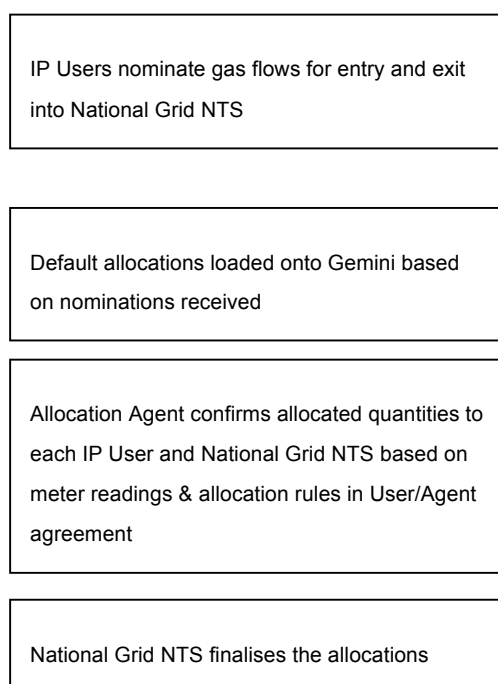 IP Users nominate gas flows for entry and exit
into National Grid NTS
Default allocations loaded onto Gemini based
on nominations received
Allocation Agent confirms allocated quantities to
each IP User and National Grid NTS based on
meter readings & allocation rules in User/Agent
agreement
National Grid NTS finalises the allocations